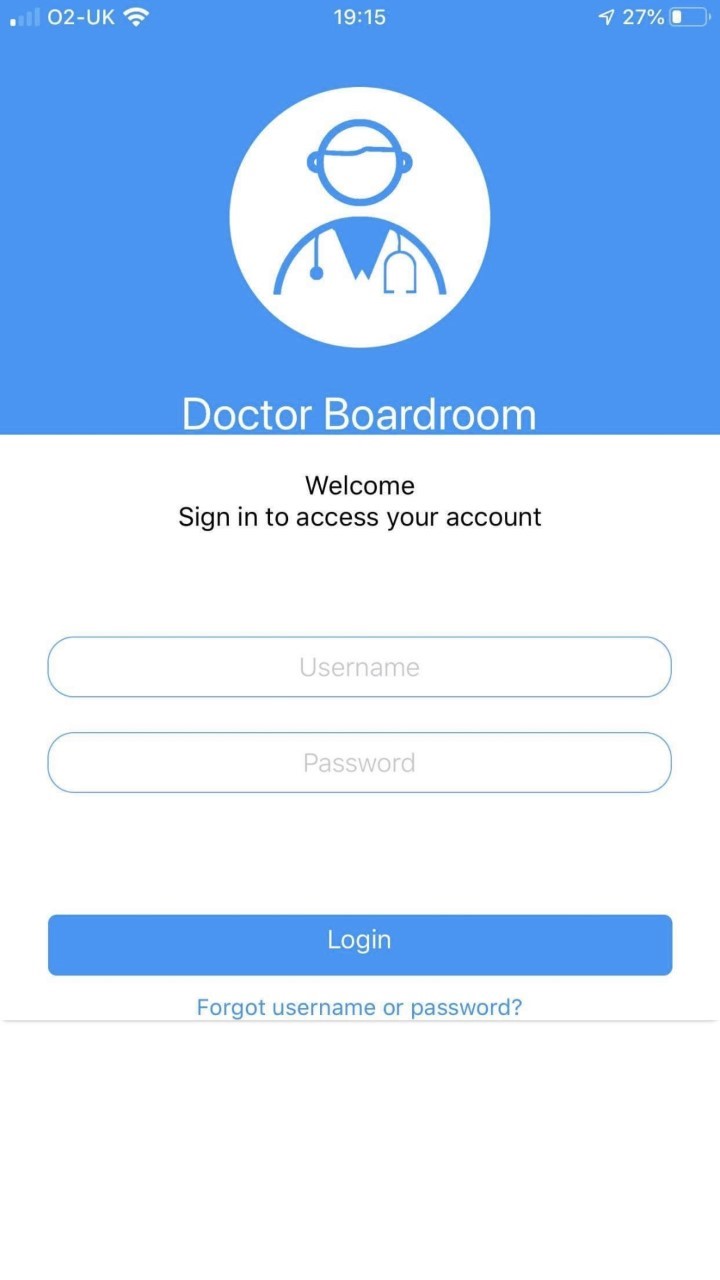 O2-UK 19:15 27%
Doctor Boardroom
Welcome
Sign in to access your account
Username
Password
Login
Forgot username or password?